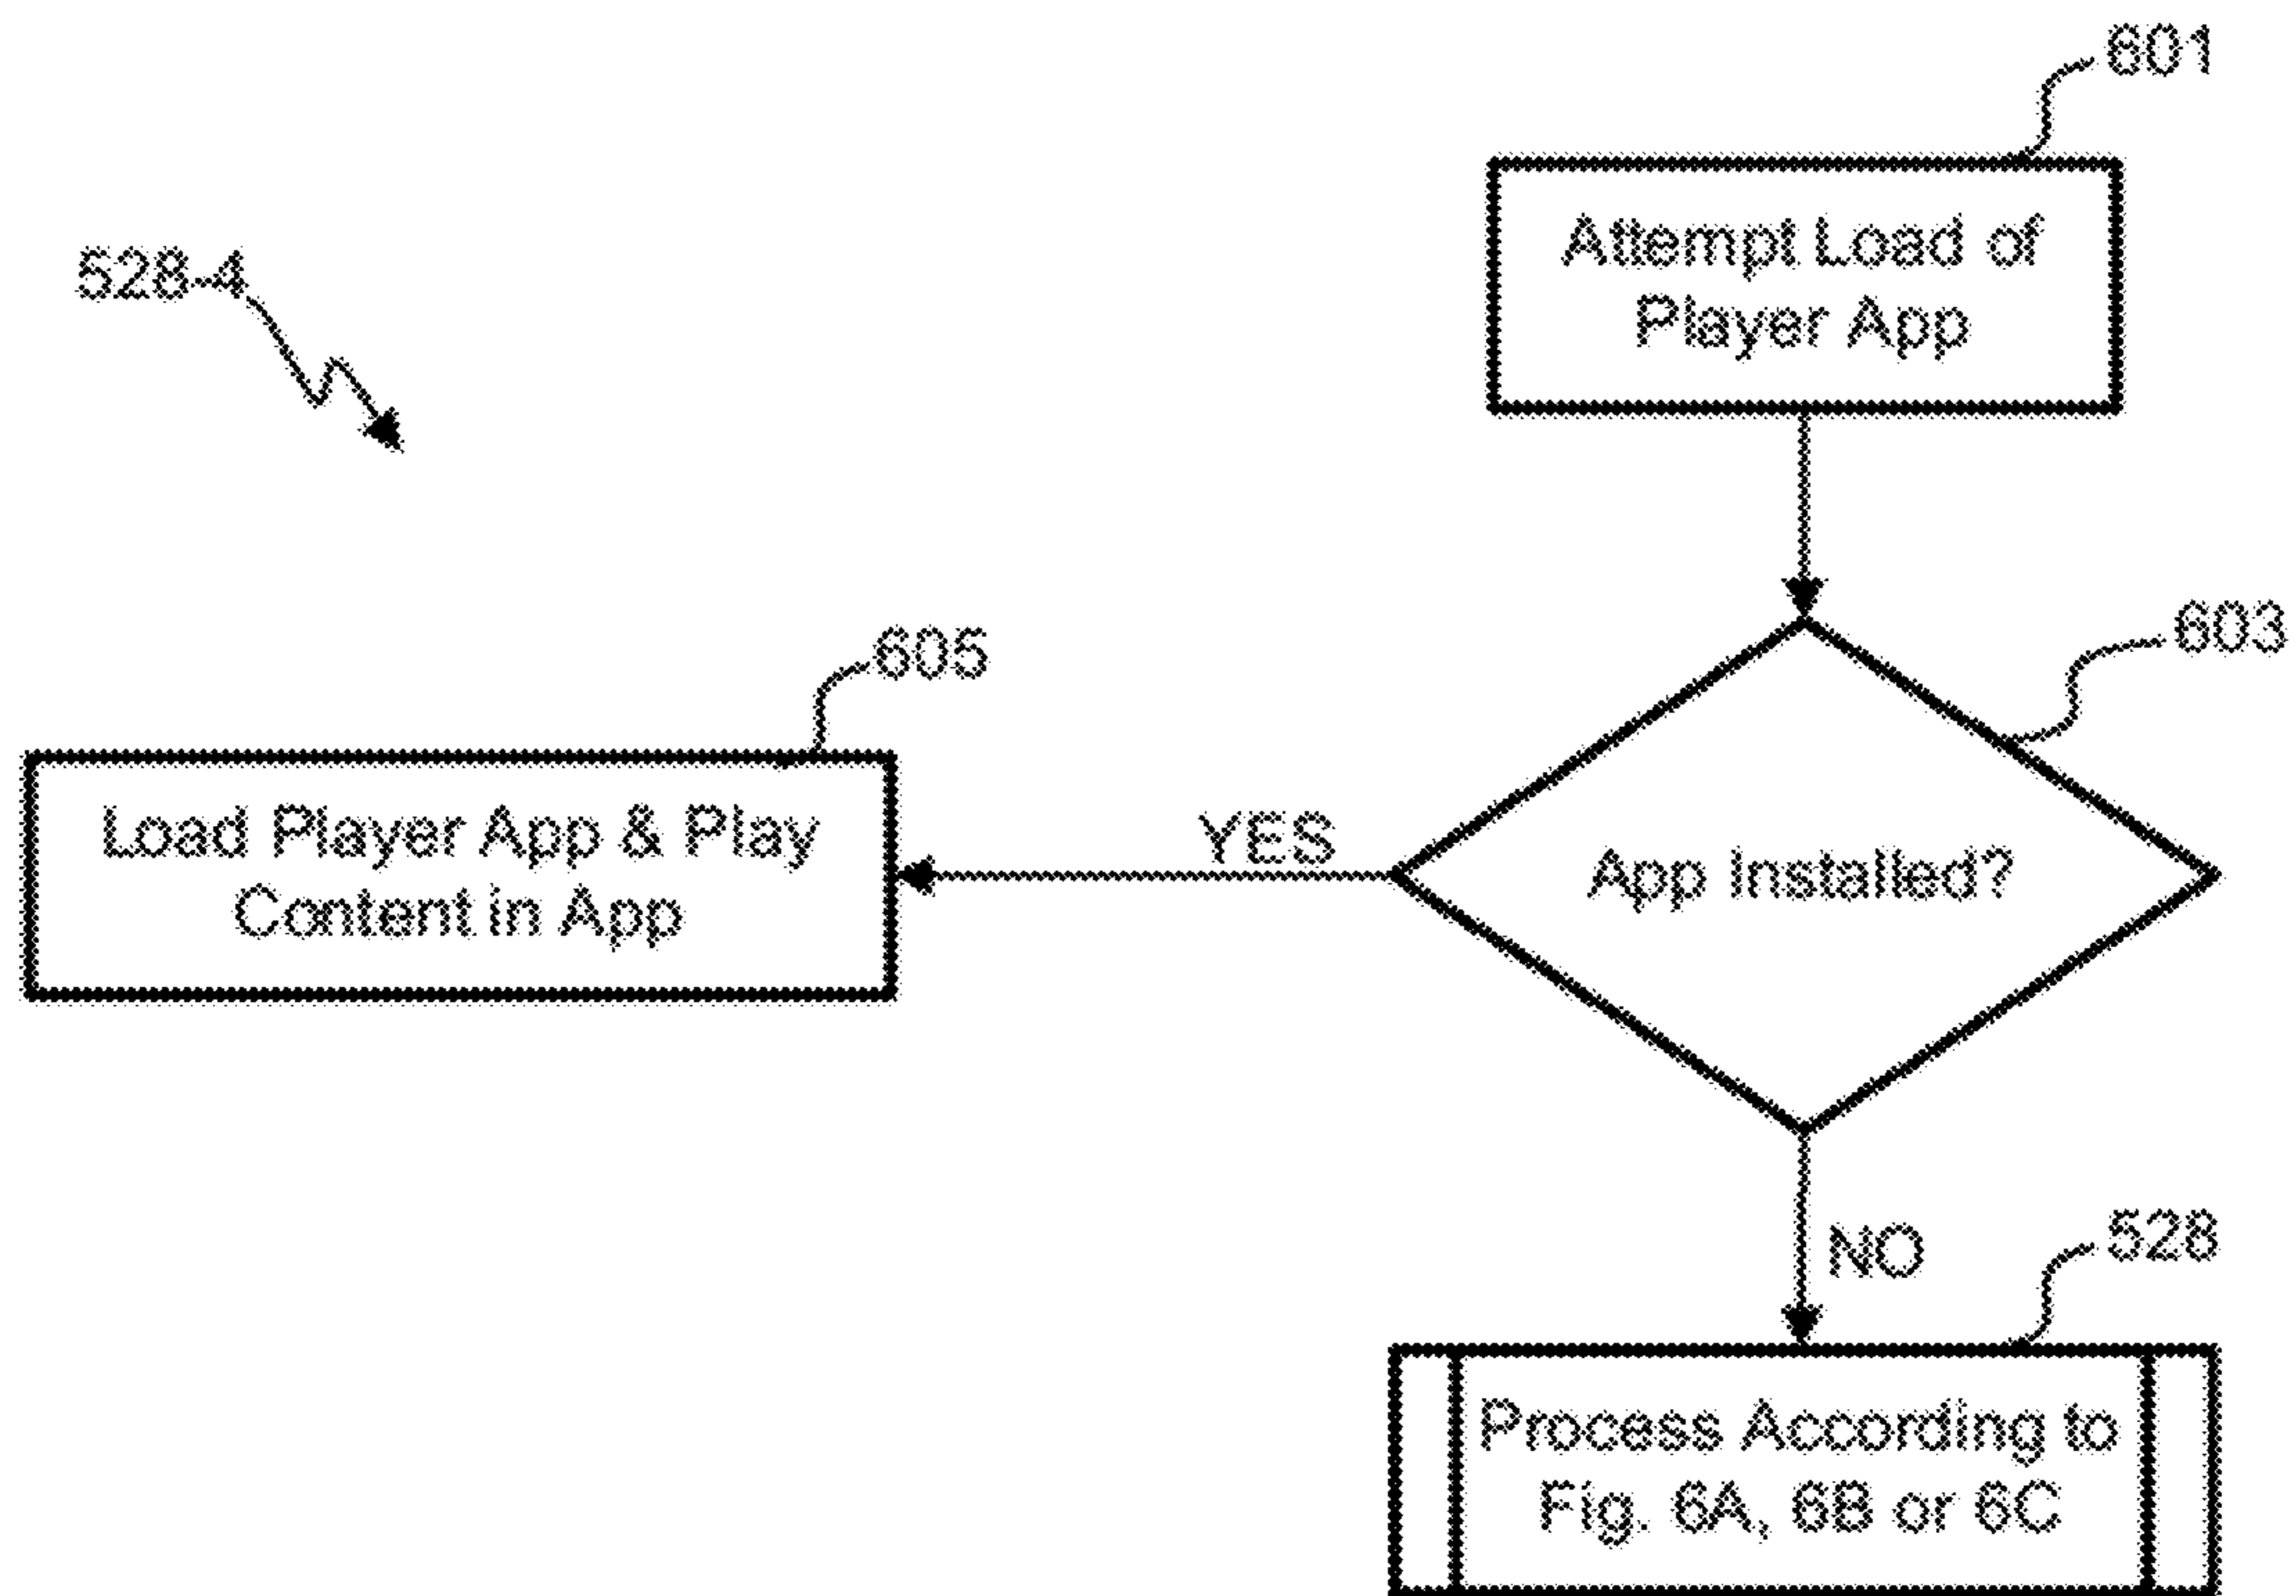 601
Attempt Load of
Player App
528-4
603
605
Load Player App & Play
Content in App
YES
App Installed?
NO
528
Process According to
Fig. 6A, 6B or 6C